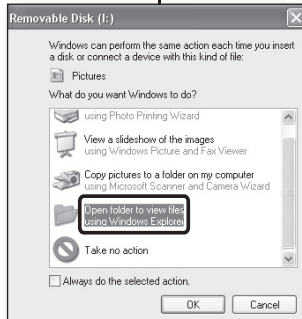 Removable Disk (I:)
Windows can perform the same action each time you insert
a disk or connect a device with this kind of file:
Pictures
What do you want Windows to do?
using Photo Printing Wizard
View a slideshow of the images
using Windows Picture and Fax Viewer
Copy pictures to a folder on my computer
using Microsoft Scanner and Camera Wizard
Open folder to view files
using Windows Explorer
Take no action
Always do the selected action.
OK
Cancel